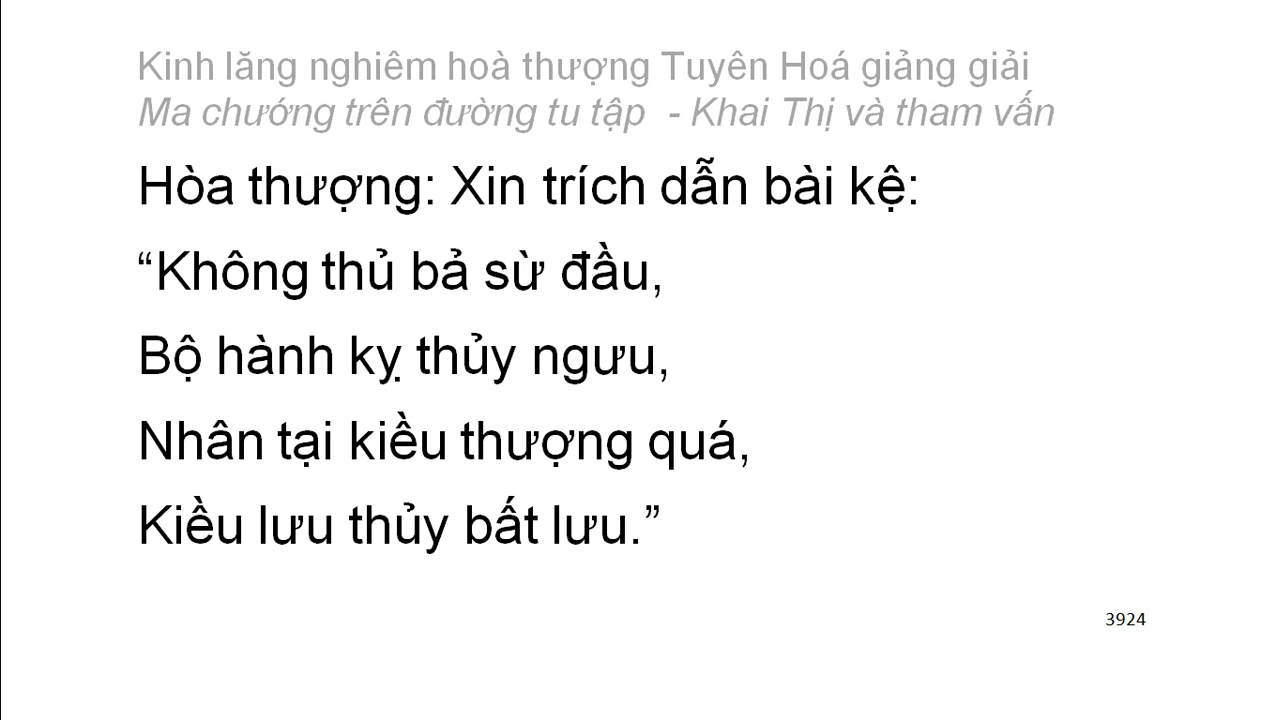 Kinh lăng nghiêm hoà thượng Tuyên Hoá giảng giải
Ma chướng trên đường tu tập - Khai Thị và tham vấn
Hòa thượng: Xin trích dẫn bài kệ:
“Không thủ bả sừ đầu,
Bộ hành kỵ thủy ngưu,
Nhân tại kiều thượng quá,
Kiều lưu thủy bất lưu.”
3924